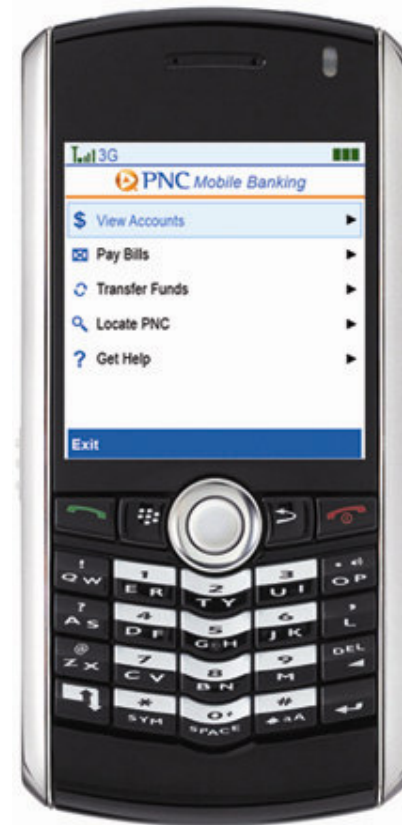 3G
PNC Mobile Banking
$ View Accounts
Pay Bills
Transfer Funds
Locate PNC
? Get Help
Exit
!
Q W
1
E R
2
T Y
3
U I
O P
?
A S
4
D F
5
G H
6
J K
,
L
@
Z X
7
C V
8
B N
9
M
DEL
*
SYM
0 +
SPACE
#
aA